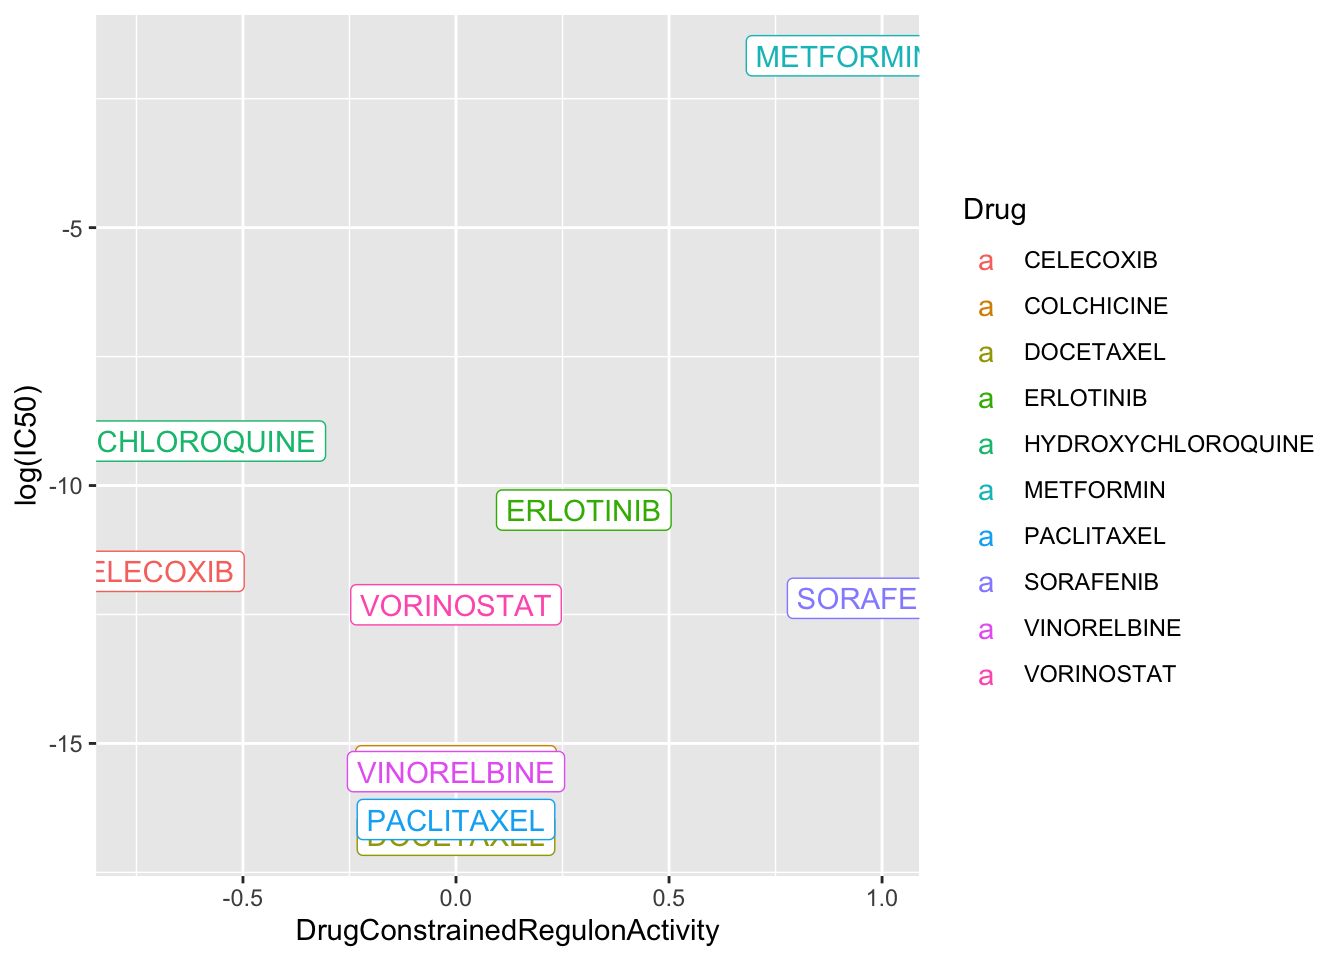 METFORMIN
-5
CHLOROQUINE
log(IC50)
-10
ERLOTINIB
ELECOXIB
VORINOSTAT
SORAFE
-15
VINORELBINE
PACLITAXEL
DOCETAXEL
-0.5 0.0 0.5 1.0
DrugConstrainedRegulonActivity
Drug
a CELECOXIB
a COLCHICINE
a DOCETAXEL
a ERLOTINIB
a HYDROXYCHLOROQUINE
a METFORMIN
a PACLITAXEL
a SORAFENIB
a VINORELBINE
a VORINOSTAT